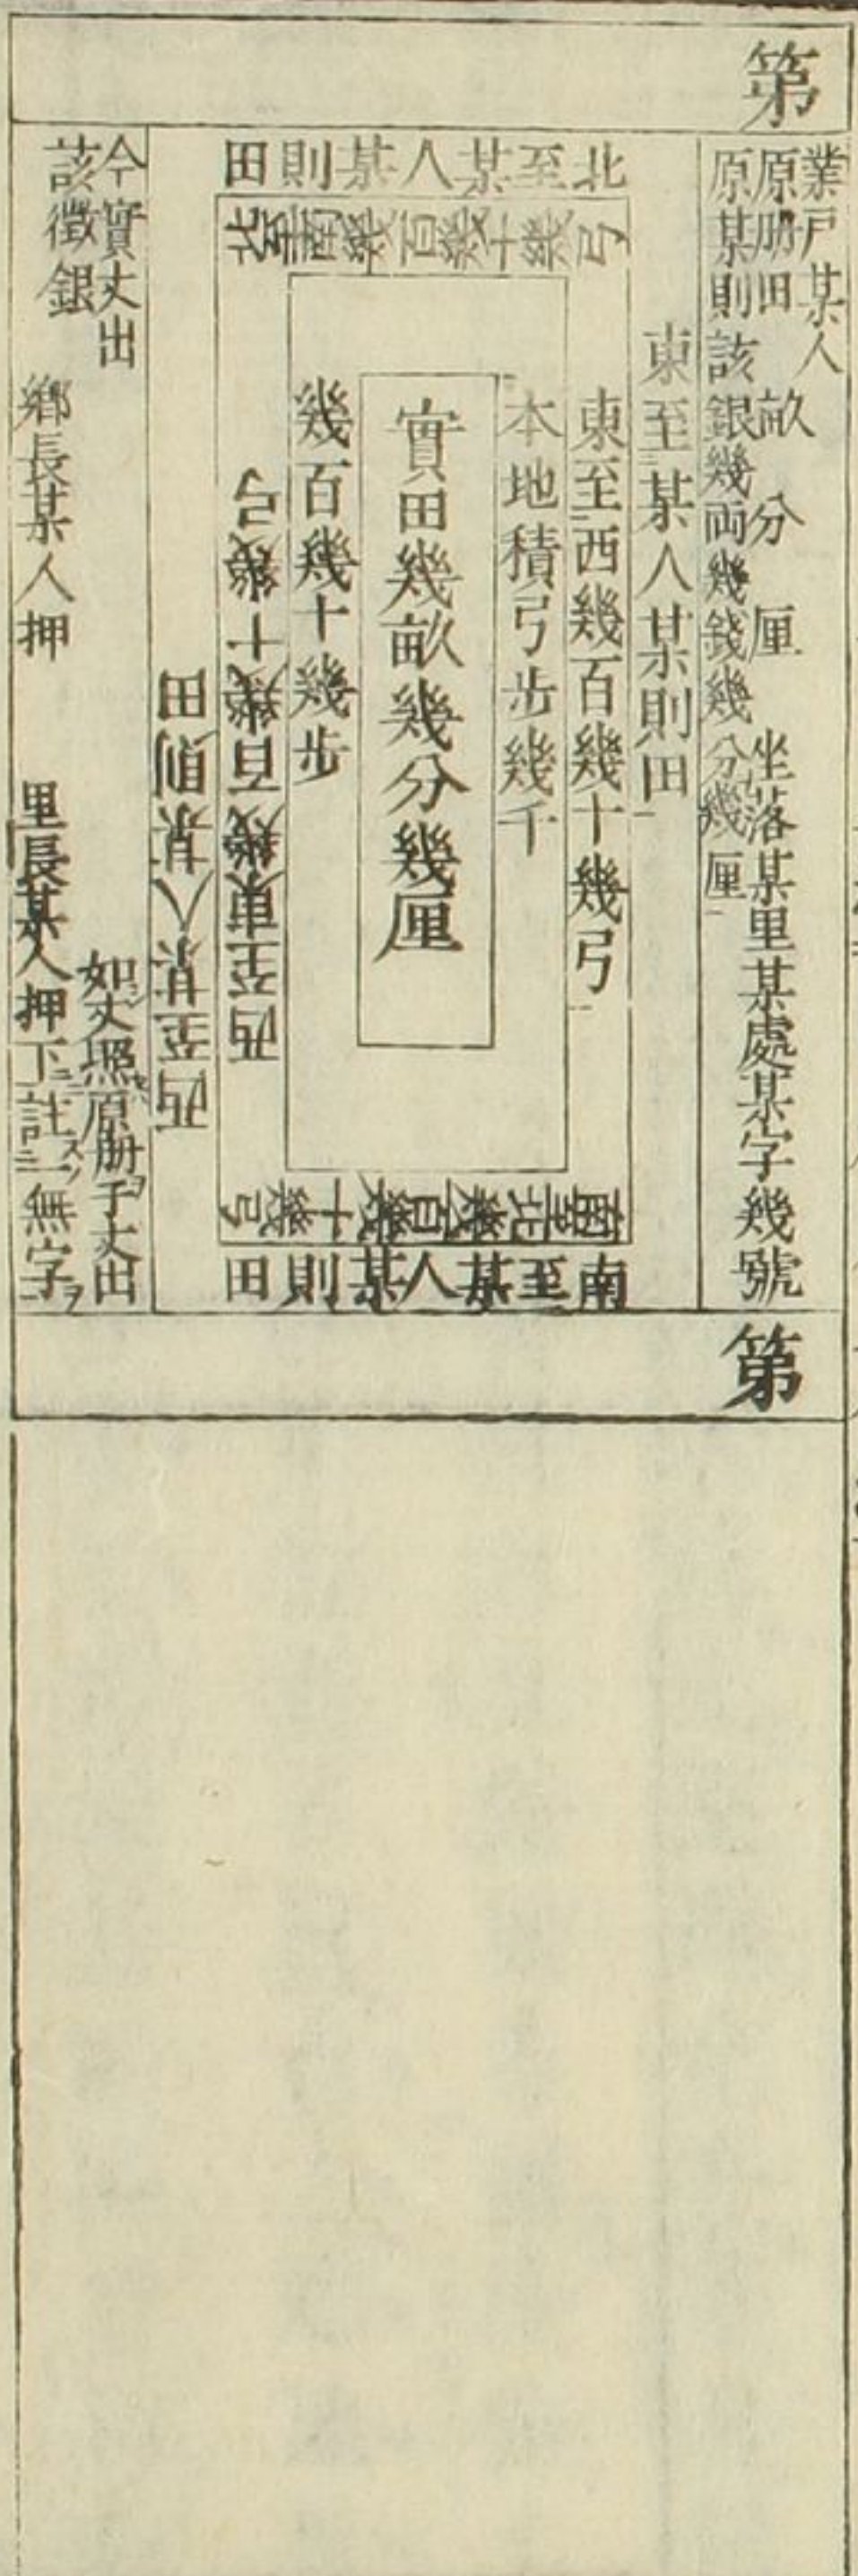 第
業戶某人
原册田　畝　分　厘　坐落某里某處某字幾號
原某則該銀幾両幾錢幾分幾厘
東至某人某則田
北至某人某則田
南至某人某則田
西至某人某則田
東至西幾百幾十幾弓
北至南幾百幾十幾弓
南至北幾百幾十幾弓
西至東幾百幾十幾弓
本地積弓步幾千
幾百幾十幾步
實田幾畝幾分幾厘
今實丈出
該徵銀
如丈照原册子丈出
鄉長某人押　里長某人押下註二無字一ヲ
第